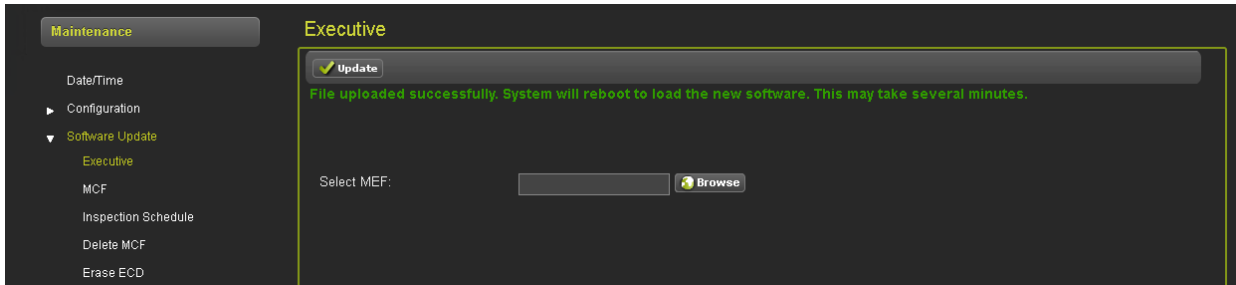 Maintenance
Executive
Update
File uploaded successfully. System will reboot to load the new software. This may take several minutes.
Date/Time
Configuration
Software Update
Executive
MCF
Inspection Schedule
Delete MCF
Erase ECD
Select MEF:
Browse